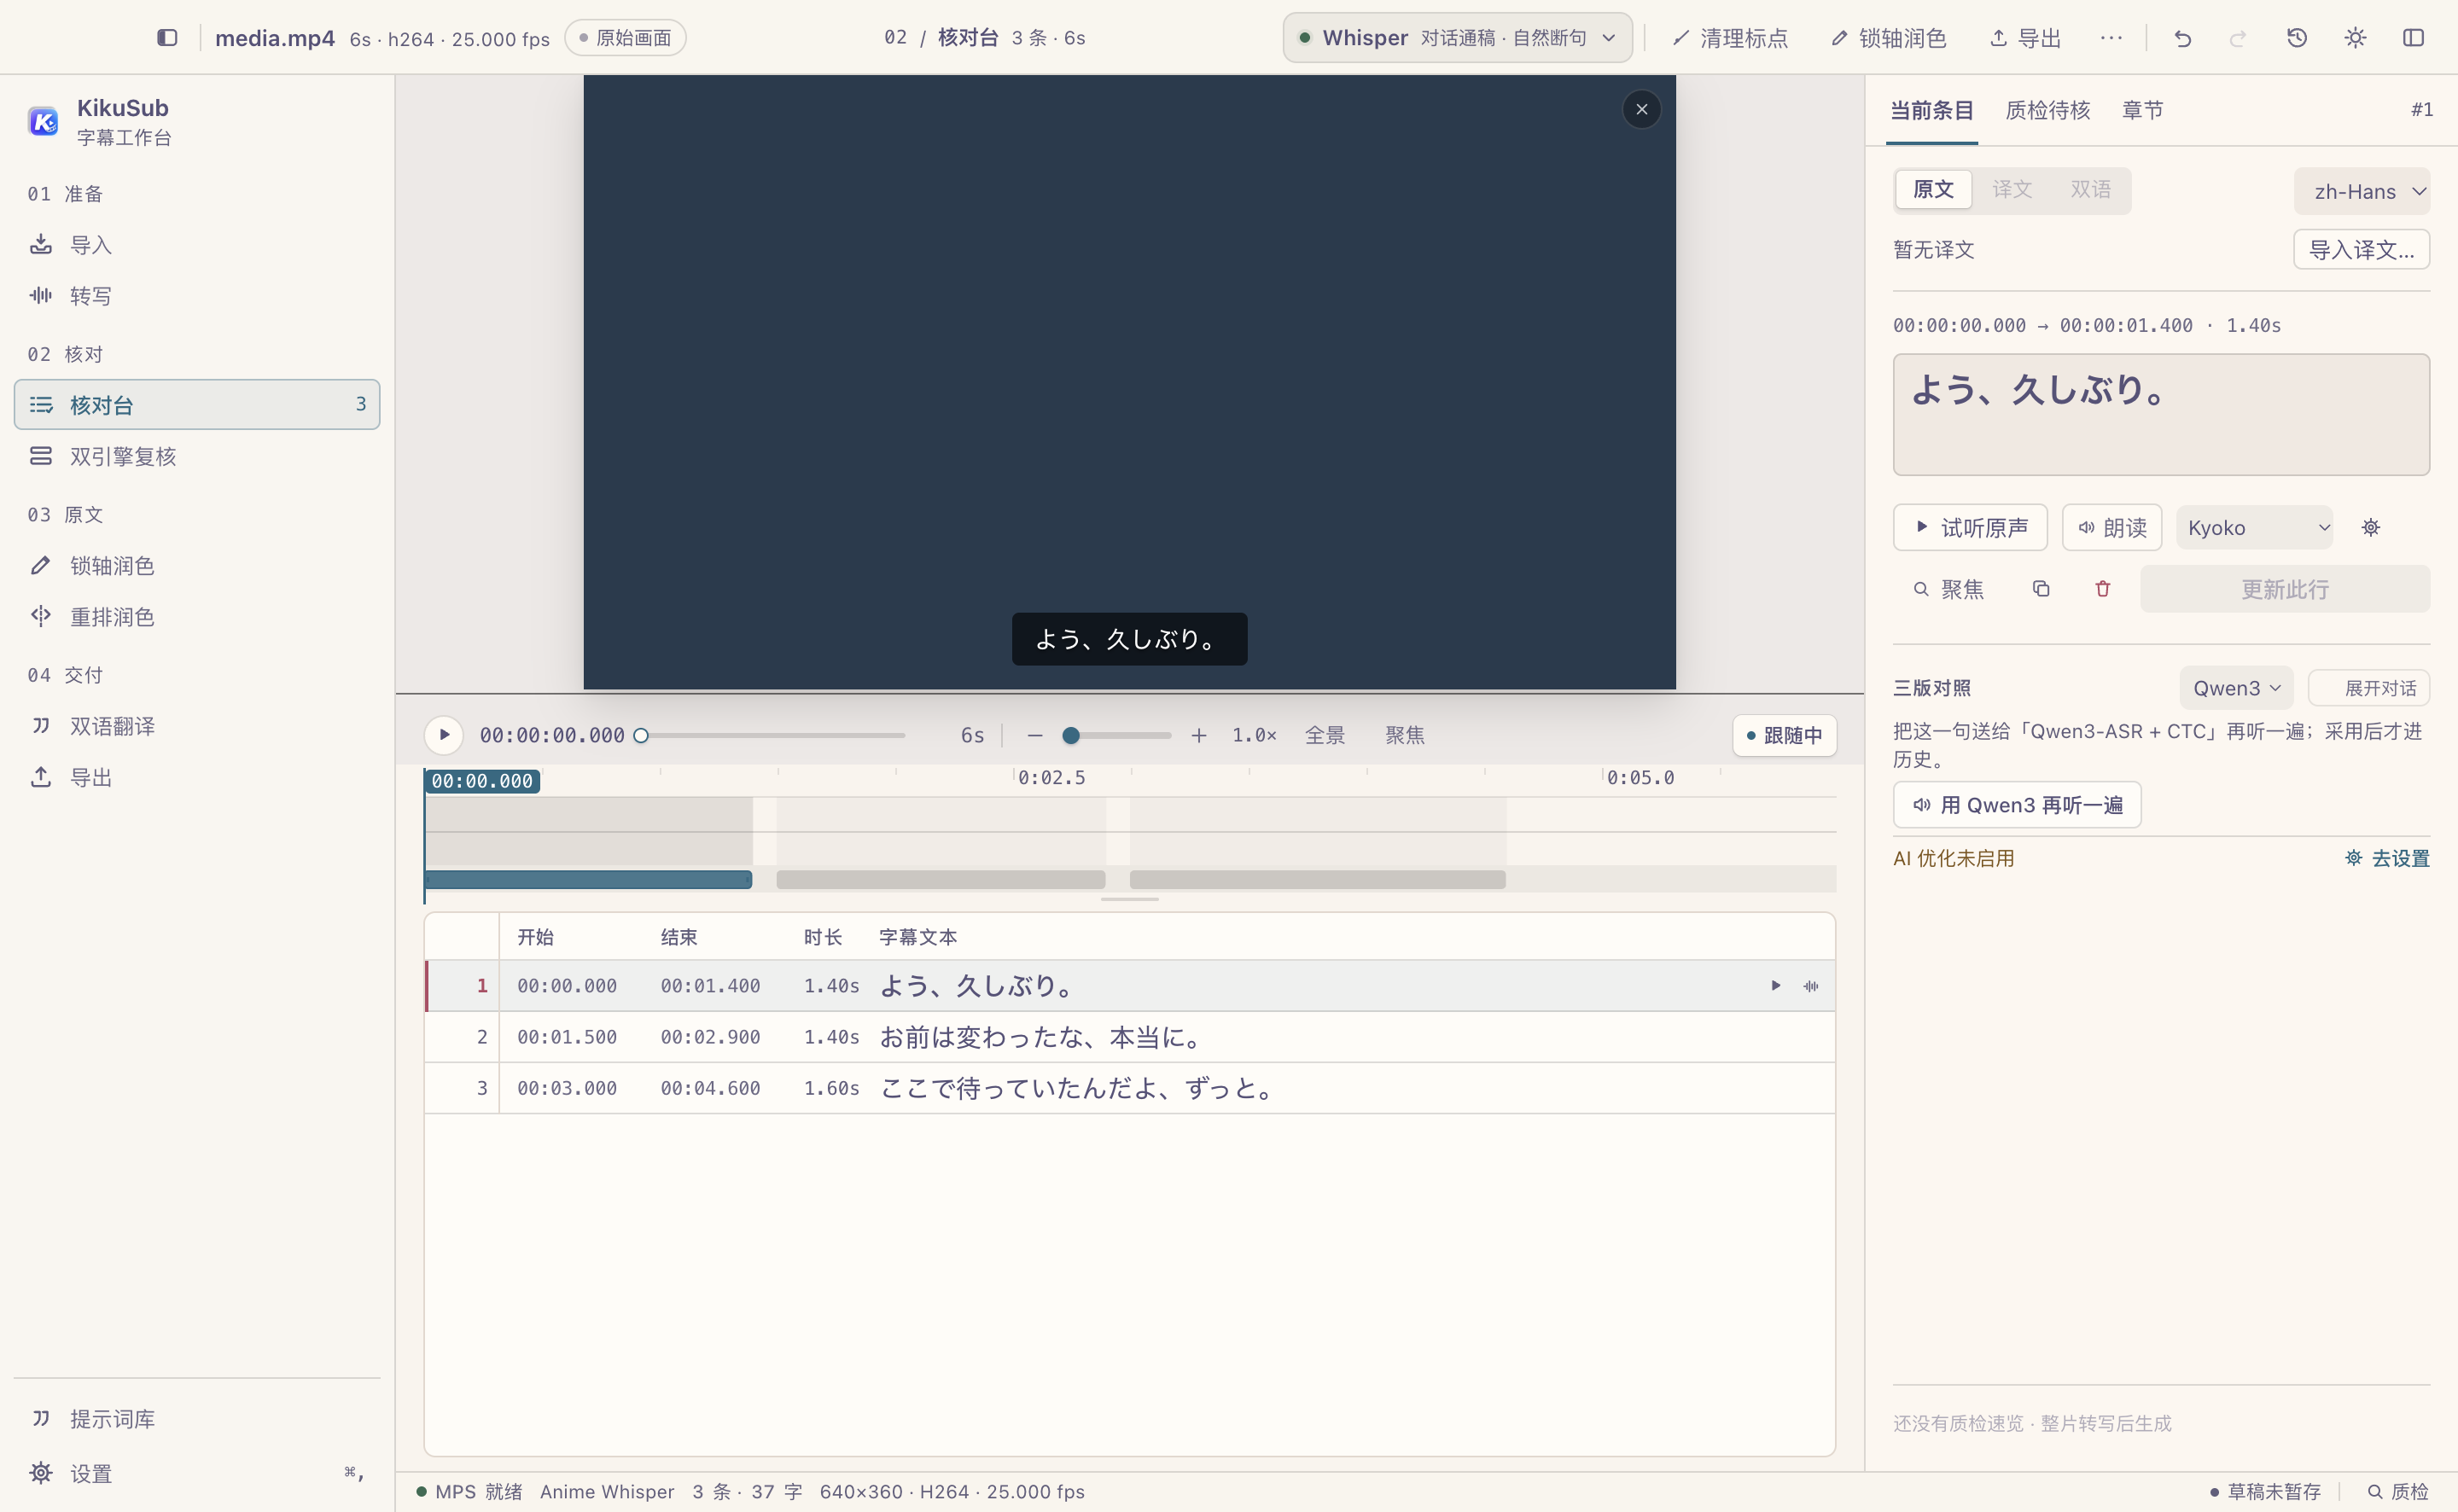 media.mp4 6s · h264 · 25.000 fps 原始画面
02 / 核对台 3 条 · 6s
Whisper 对话通稿 · 自然断句
清理标点
锁轴润色
导出
KikuSub
字幕工作台
01 准备
导入
转写
02 核对
核对台 3
双引擎复核
03 原文
锁轴润色
重排润色
04 交付
双语翻译
导出
提示词库
设置 ⌘,
よう、久しぶり。
00:00:00.000 6s 1.0× 全景 聚焦 跟随中
00:00.000 0:02.5 0:05.0
开始 结束 时长 字幕文本
1 00:00.000 00:01.400 1.40s よう、久しぶり。
2 00:01.500 00:02.900 1.40s お前は変わったな、本当に。
3 00:03.000 00:04.600 1.60s ここで待っていたんだよ、ずっと。
当前条目 质检待核 章节 #1
原文 译文 双语 zh-Hans
暂无译文 导入译文...
00:00:00.000 → 00:00:01.400 · 1.40s
よう、久しぶり。
试听原声 朗读 Kyoko
聚焦 更新此行
三版对照 Qwen3 展开对话
把这一句送给「Qwen3-ASR + CTC」再听一遍；采用后才进
历史。
用 Qwen3 再听一遍
AI 优化未启用 去设置
还没有质检速览 · 整片转写后生成
MPS 就绪 Anime Whisper 3 条 · 37 字 640×360 · H264 · 25.000 fps
草稿未暂存 质检